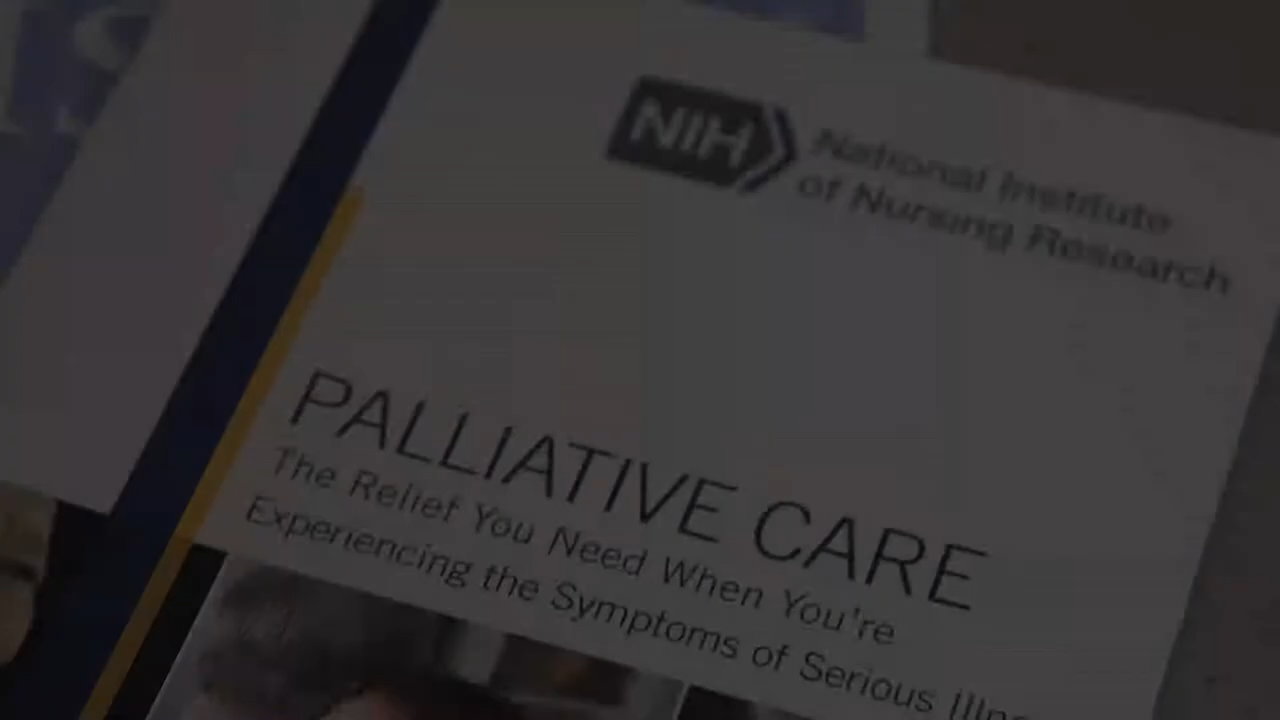 IS
NIH
National Institute
of Nursing Research
PALLIATIVE CARE
The Relief You Need When You're
Experiencing the Symptoms of Serious